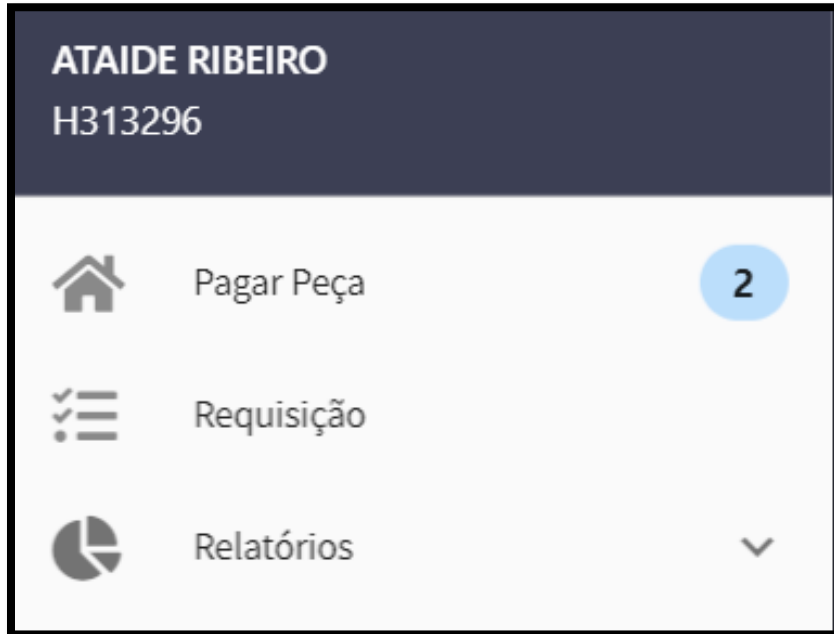 ATAIDE RIBEIRO
H313296
Pagar Peça 2
Requisição
Relatórios